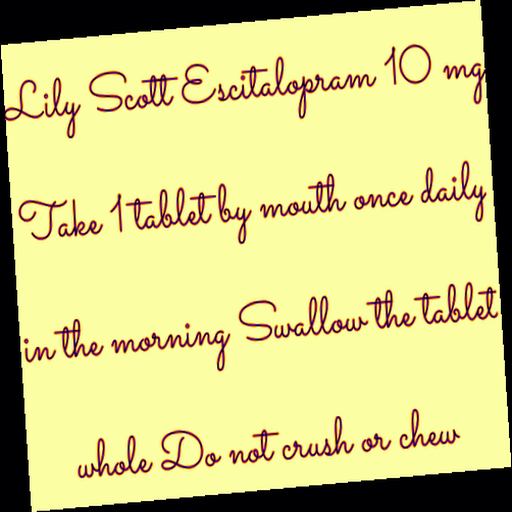 Lily Scott Escitalopram 10 mg
Take 1 tablet by mouth once daily
in the morning Swallow the tablet
whole Do not crush or chew